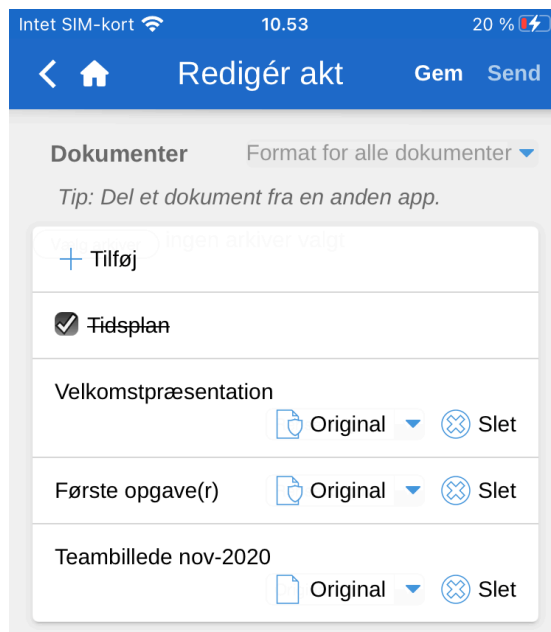 Intet SIM-kort 10.53 20 %
Redigér akt Gem Send
Dokumenter Format for alle dokumenter
Tip: Del et dokument fra en anden app.
ingen arkiver valgt
Tilføj
Tidsplan
Velkomstpræsentation
Original Slet
Første opgave(r) Original Slet
Teambillede nov-2020
Original Slet